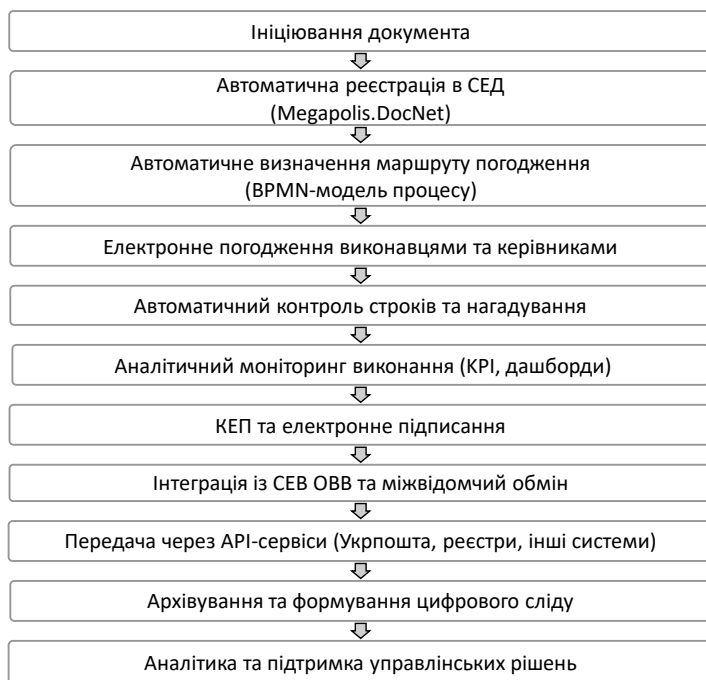 Ініціювання документа
Автоматична реєстрація в СЕД
(Megapolis.DocNet)
Автоматичне визначення маршруту погодження
(BPMN-модель процесу)
Електронне погодження виконавцями та керівниками
Автоматичний контроль строків та нагадування
Аналітичний моніторинг виконання (KPI, дашборди)
КЕП та електронне підписання
Інтеграція із СЕВ ОВВ та міжвідомчий обмін
Передача через API-сервіси (Укрпошта, реєстри, інші системи)
Архівування та формування цифрового сліду
Аналітика та підтримка управлінських рішень